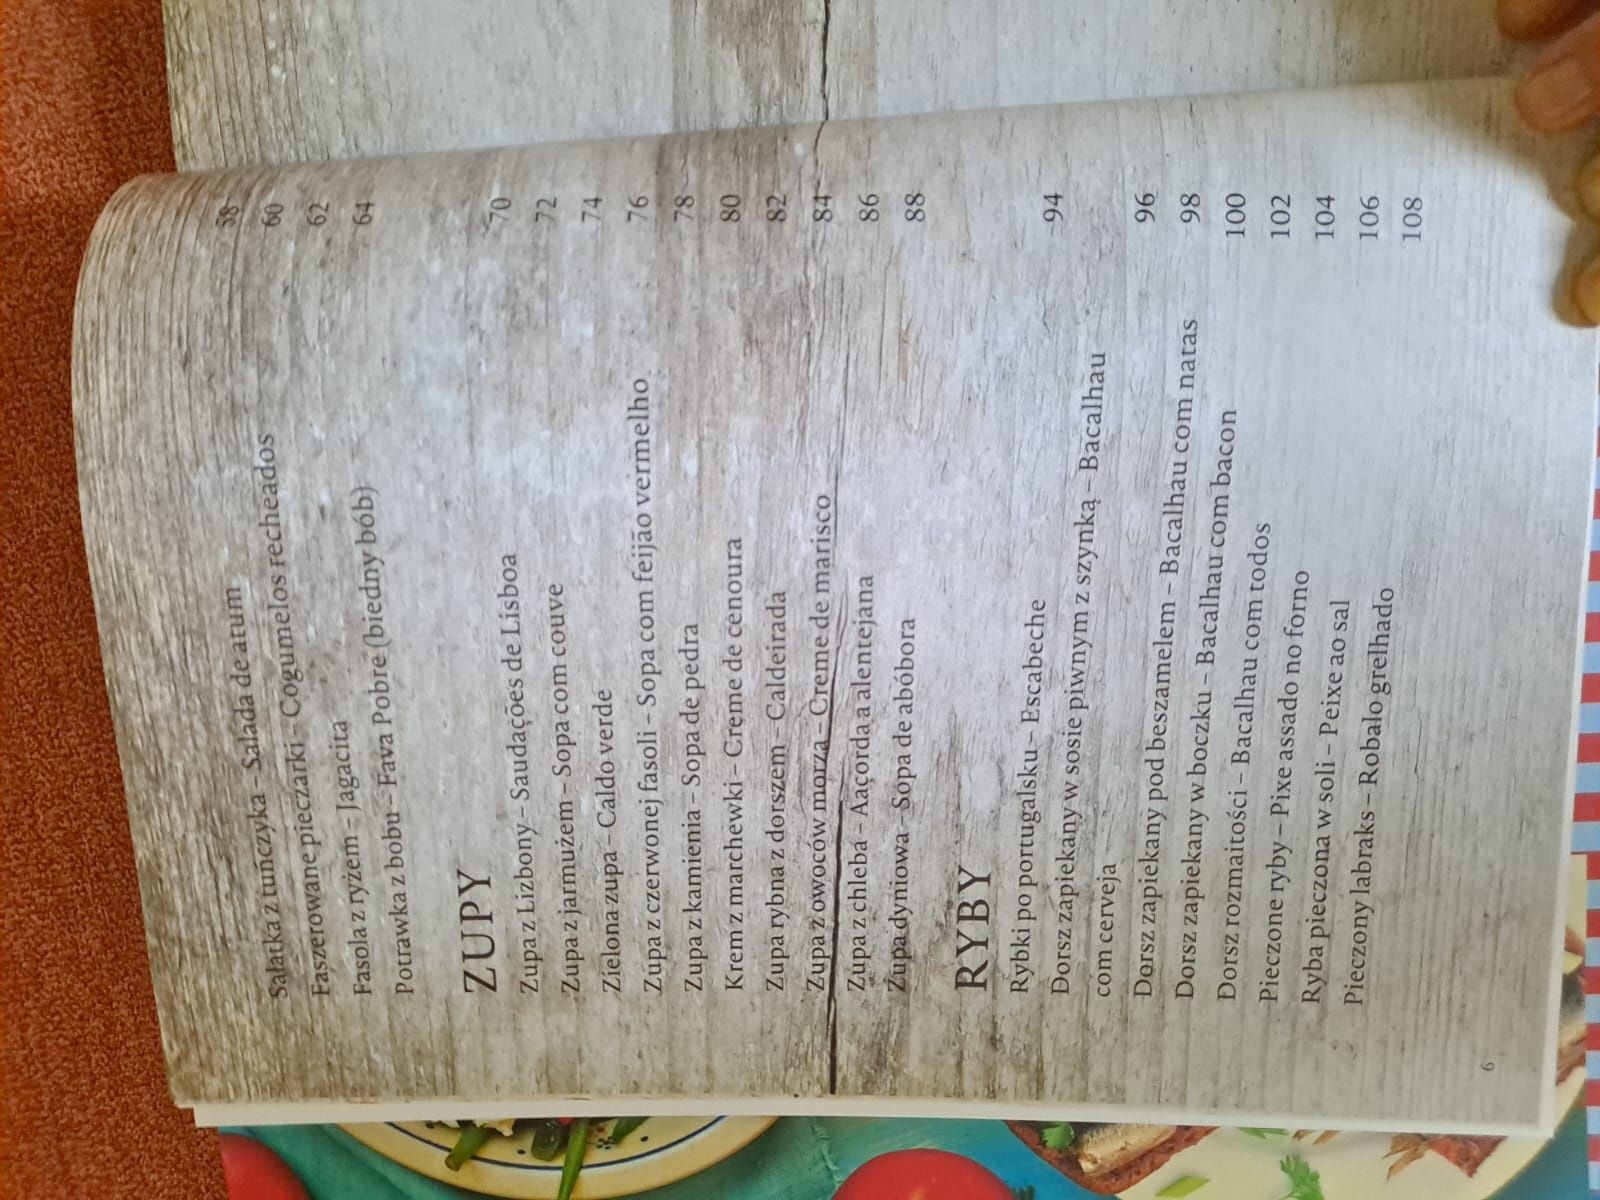 Sałatka z tuńczyka – Salada de atum 58
Faszerowane pieczarki – Cogumelos recheados 60
Fasola z ryżem – Jagacita 62
Potrawka z bobu – Fava Pobre (biedny bób) 64
ZUPY
Zupa z Lizbony – Saudações de Lisboa 70
Zupa z jarmużem – Sopa com couve 72
Zielona zupa – Caldo verde 74
Zupa z czerwonej fasoli – Sopa com feijão vermelho 76
Zupa z kamienia – Sopa de pedra 78
Krem z marchewki – Creme de cenoura 80
Zupa rybna z dorszem – Caldeirada 82
Zupa z owoców morza – Creme de marisco 84
Zupa z chleba – Aaçorda a alentejana 86
Zupa dyniowa – Sopa de abóbora 88
RYBY
Rybki po portugalsku – Escabeche 94
Dorsz zapiekany w sosie piwnym z szynką – Bacalhau
com cerveja 96
Dorsz zapiekany pod beszamelem – Bacalhau com natas 98
Dorsz zapiekany w boczku – Bacalhau com bacon 100
Dorsz rozmaitości – Bacalhau com todos 102
Pieczone ryby – Pixe assado no forno 104
Ryba pieczona w soli – Peixe ao sal 106
Pieczony labraks – Robalo grelhado 108
6